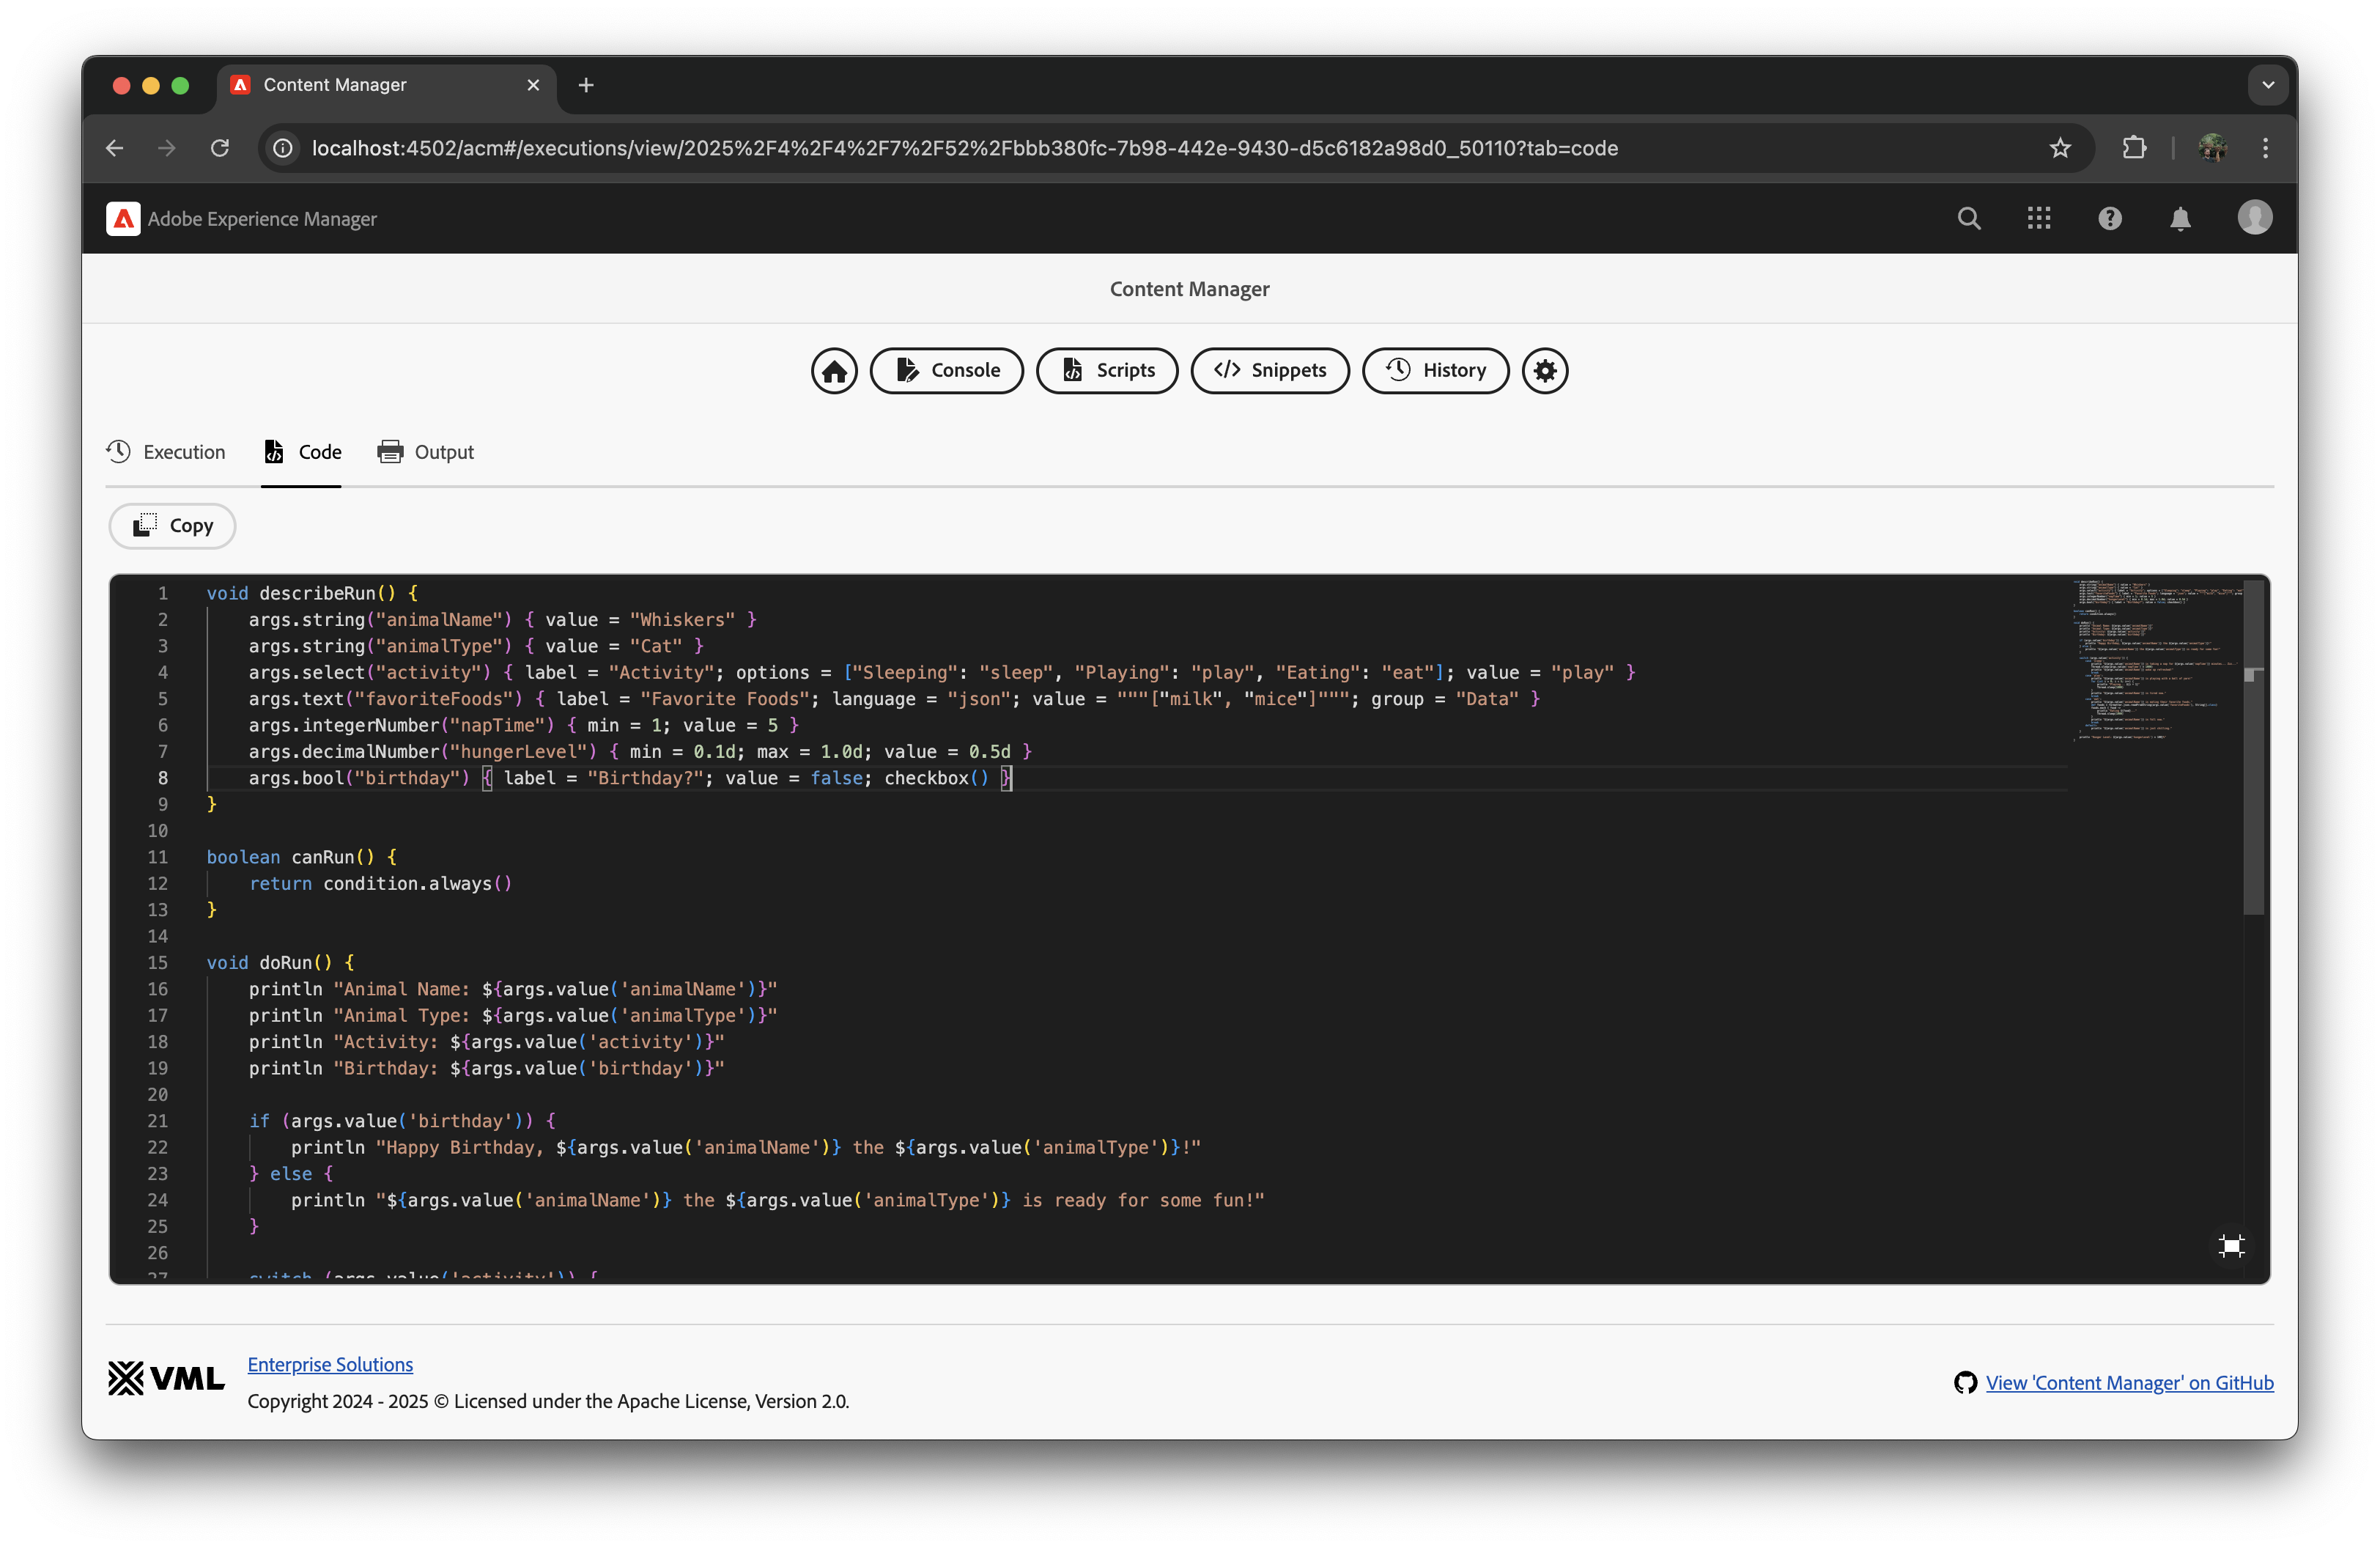 Content Manager
localhost:4502/acm#/executions/view/2025%2F4%2F4%2F7%2F52%2Fbbb380fc-7b98-442e-9430-d5c6182a98d0_50110?tab=code
Adobe Experience Manager
Content Manager
Console Scripts Snippets History
Execution Code Output
Copy
1 void describeRun() {
2 args.string("animalName") { value = "Whiskers" }
3 args.string("animalType") { value = "Cat" }
4 args.select("activity") { label = "Activity"; options = ["Sleeping": "sleep", "Playing": "play", "Eating": "eat"]; value = "play" }
5 args.text("favoriteFoods") { label = "Favorite Foods"; language = "json"; value = """["milk", "mice"]"""; group = "Data" }
6 args.integerNumber("napTime") { min = 1; value = 5 }
7 args.decimalNumber("hungerLevel") { min = 0.1d; max = 1.0d; value = 0.5d }
8 args.bool("birthday") { label = "Birthday?"; value = false; checkbox() }
9 }
10
11 boolean canRun() {
12 return condition.always()
13 }
14
15 void doRun() {
16 println "Animal Name: ${args.value('animalName')}"
17 println "Animal Type: ${args.value('animalType')}"
18 println "Activity: ${args.value('activity')}"
19 println "Birthday: ${args.value('birthday')}"
20
21 if (args.value('birthday')) {
22 println "Happy Birthday, ${args.value('animalName')} the ${args.value('animalType')}!"
23 } else {
24 println "${args.value('animalName')} the ${args.value('animalType')} is ready for some fun!"
25 }
26
27 switch (args.value('activity')) {
VML
Enterprise Solutions
Copyright 2024 - 2025 © Licensed under the Apache License, Version 2.0.
View 'Content Manager' on GitHub